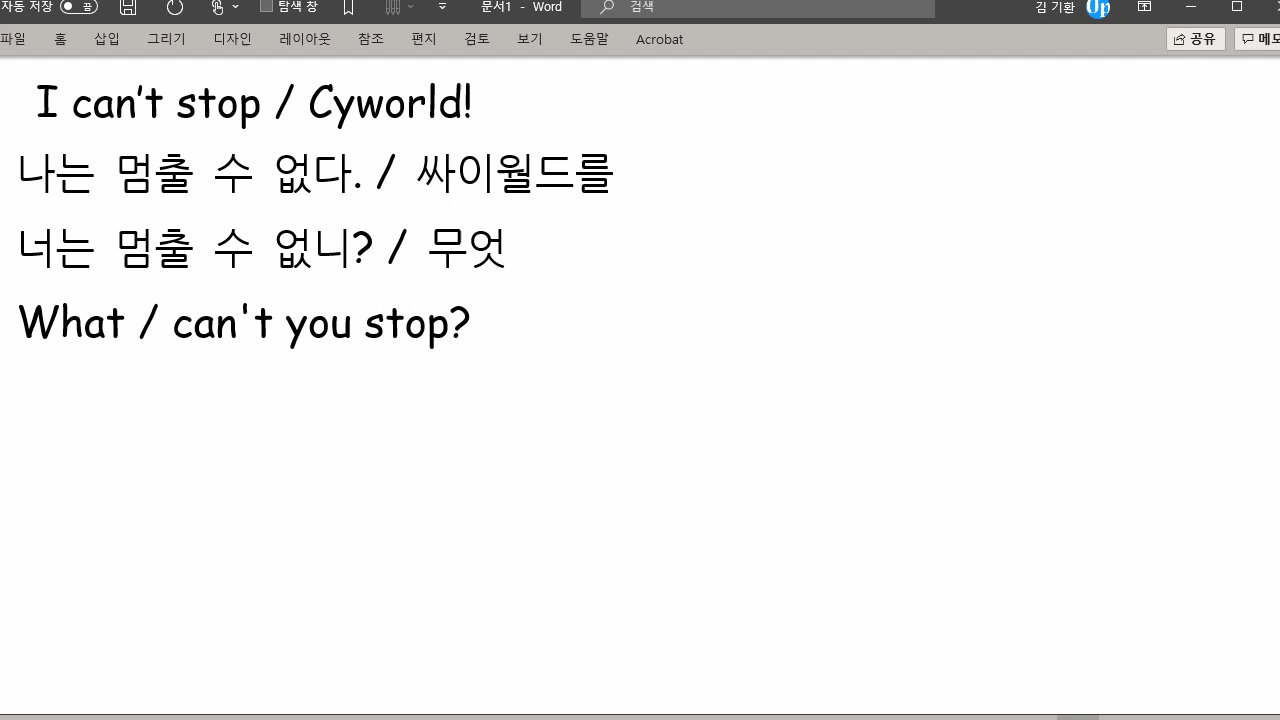 자동 저장 끔 탐색 창 문서1 - Word 검색 김 기환 Op
파일 홈 삽입 그리기 디자인 레이아웃 참조 편지 검토 보기 도움말 Acrobat 공유 메모
I can't stop / Cyworld!
나는 멈출 수 없다. / 싸이월드를
너는 멈출 수 없니? / 무엇
What / can't you stop?